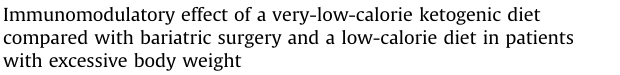 Immunomodulatory effect of a very-low-calorie ketogenic diet
compared with bariatric surgery and a low-calorie diet in patients
with excessive body weight